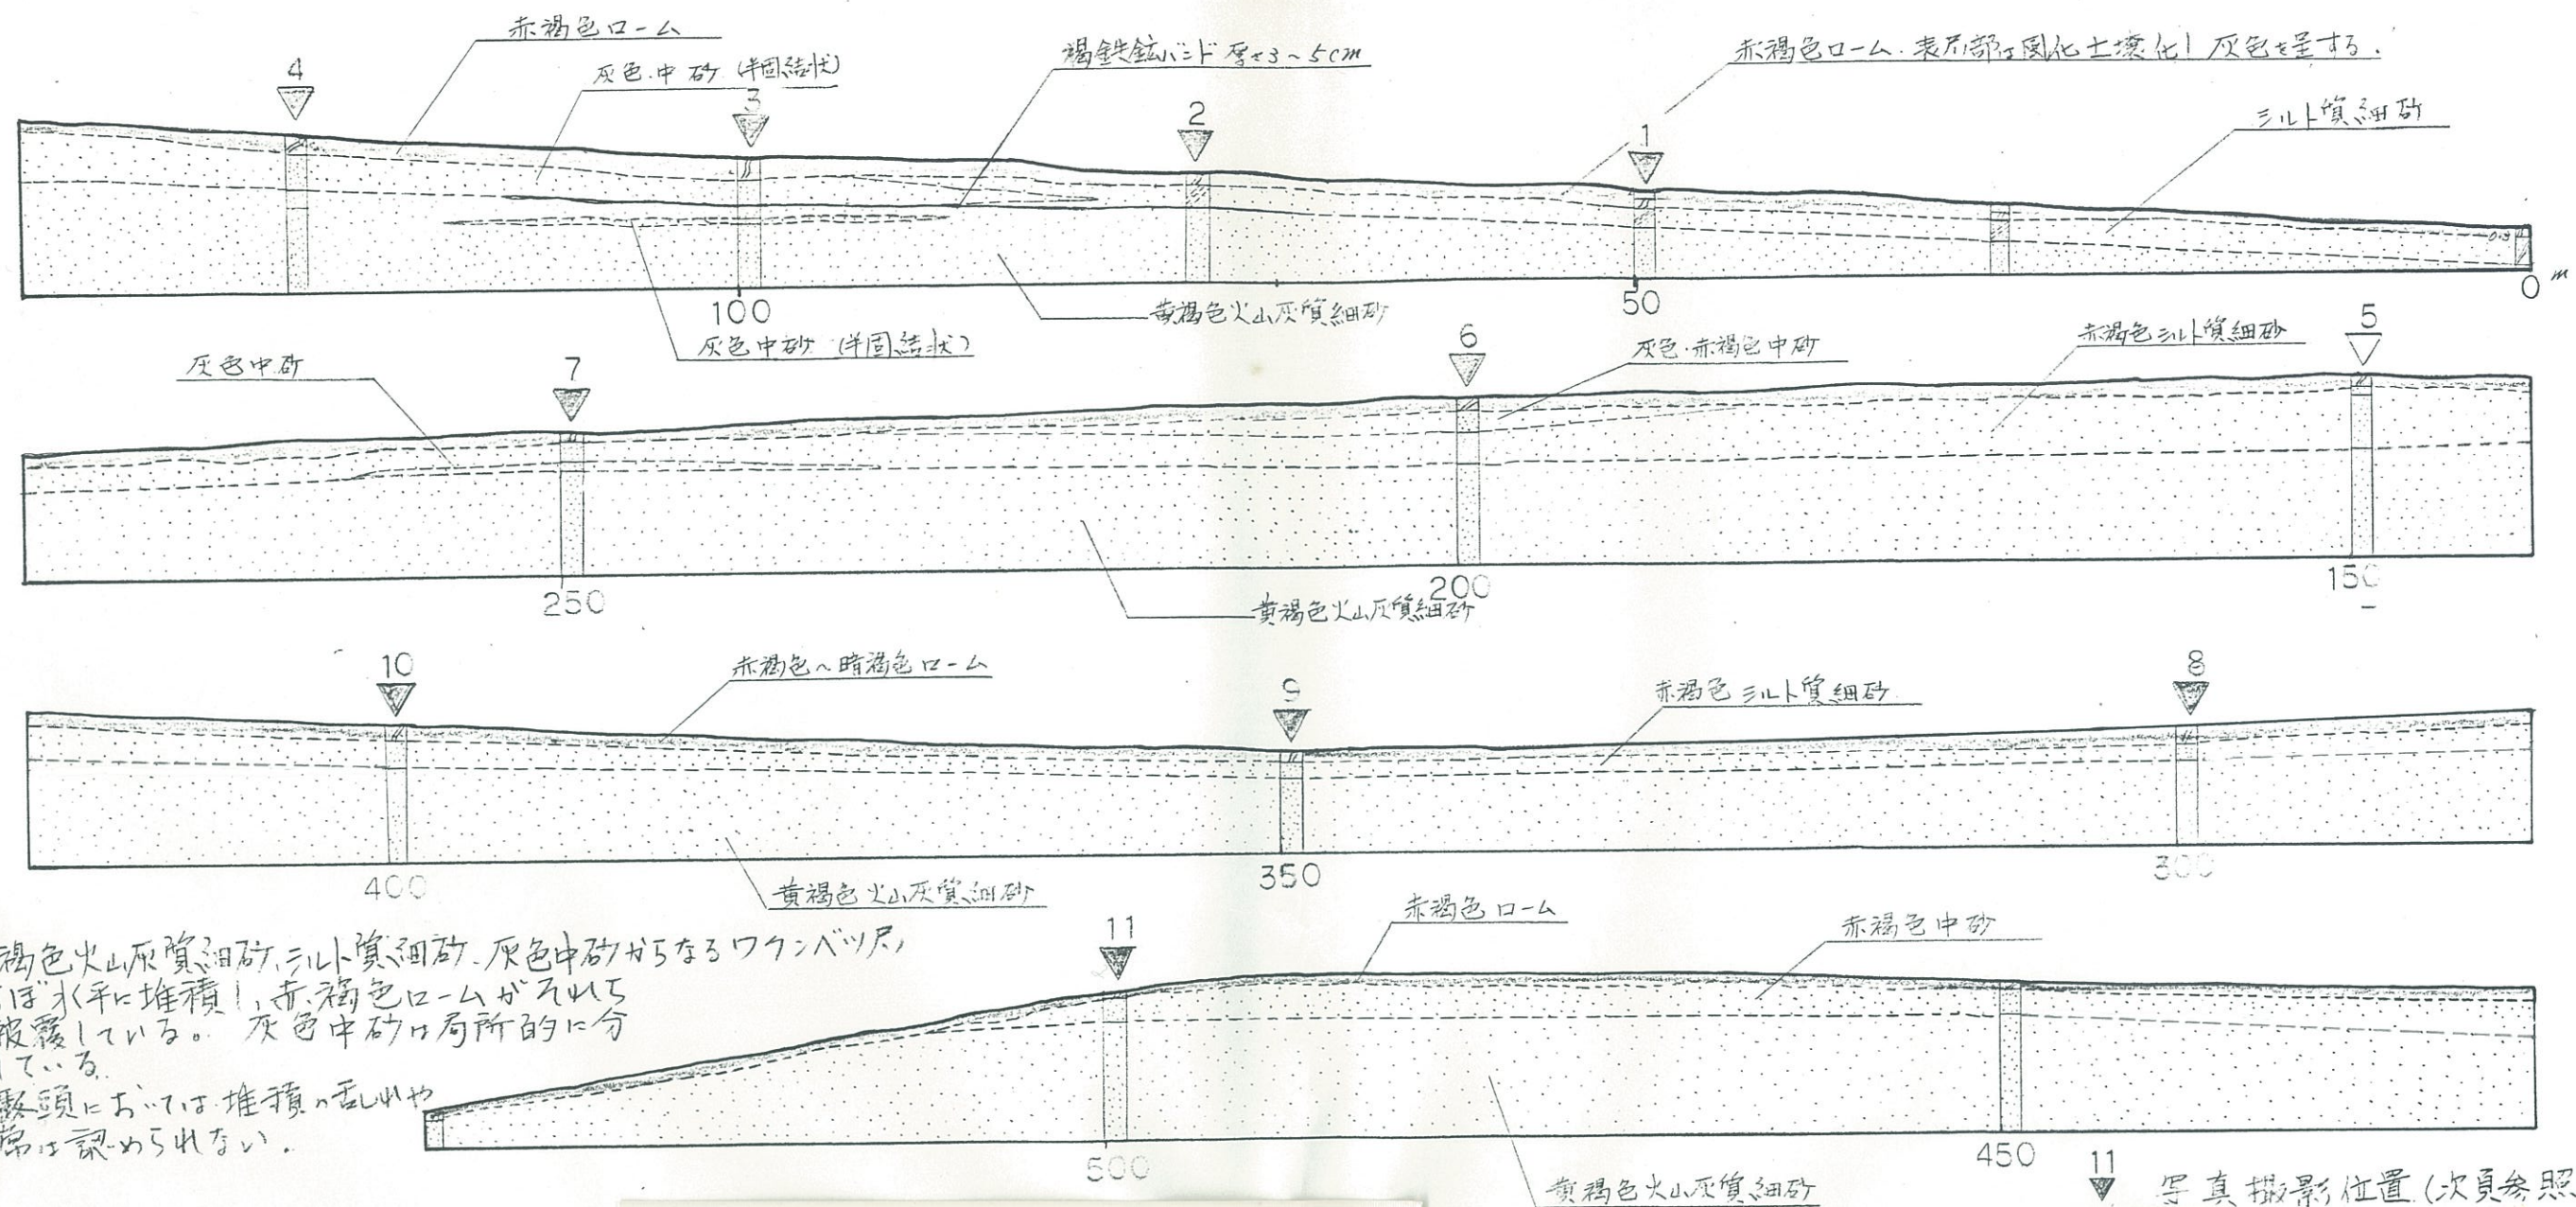 赤褐色ローム
灰色中砂 (半固結状)
褐鉄鉱バンド 厚さ3~5cm
赤褐色ローム.表層部は風化土壌化し灰色を呈する.
シルト質細砂
4
3
2
1
0.3
100
50
0 m
黄褐色火山灰質細砂
灰色中砂 (半固結状)
灰色中砂
7
6
灰色・赤褐色中砂
赤褐色シルト質細砂
5
250
200
150
黄褐色火山灰質細砂
10
赤褐色~暗褐色ローム
9
赤褐色シルト質細砂
8
400
350
300
黄褐色火山灰質細砂
11
赤褐色ローム
赤褐色中砂
褐色火山灰質細砂、シルト質細砂、灰色中砂からなるワクンベツ層
ぼ水平に堆積し、赤褐色ロームがそれら
被覆している。 灰色中砂は局所的に分
ている.
頭においては堆積の乱れや
常は認められない.
500
450
黄褐色火山灰質細砂
11 写真撮影位置 (次頁参照